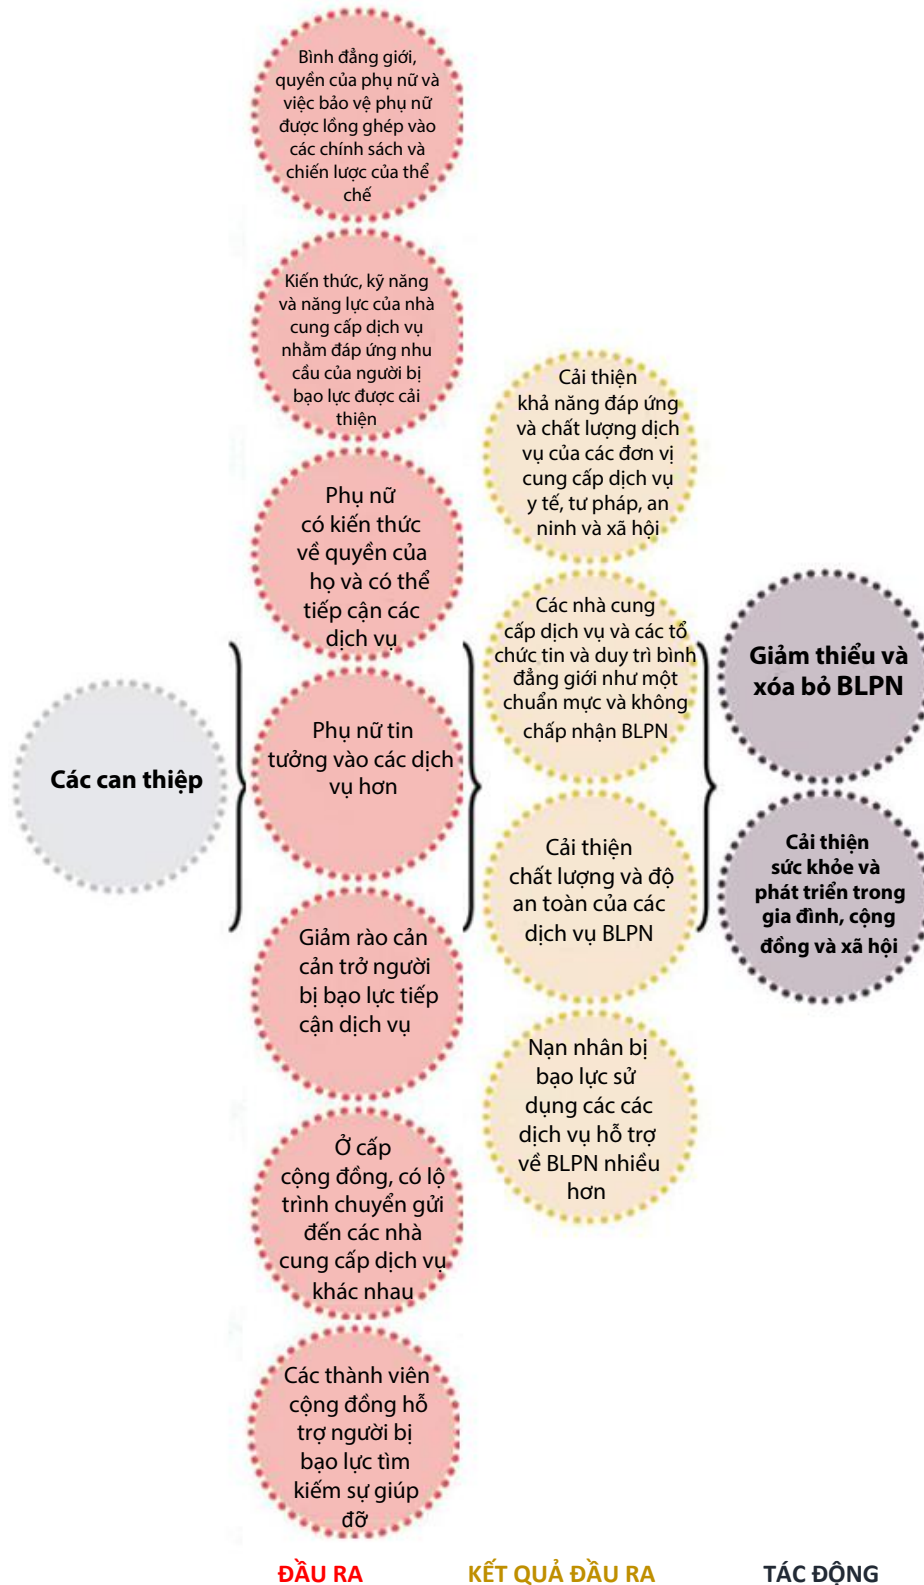 Bình đẳng giới,
quyền của phụ nữ và
việc bảo vệ phụ nữ
được lồng ghép vào
các chính sách và
chiến lược của thể
chế
Kiến thức, kỹ năng
và năng lực của nhà
cung cấp dịch vụ
nhằm đáp ứng nhu
cầu của người bị
bạo lực được cải
thiện
Phụ nữ
có kiến thức
về quyền của
họ và có thể
tiếp cận các
dịch vụ
Phụ nữ tin
tưởng vào các dịch
vụ hơn
Giảm rào cản
cản trở người
bị bạo lực tiếp
cận dịch vụ
Ở cấp
cộng đồng, có lộ
trình chuyển gửi
đến các nhà
cung cấp dịch vụ
khác nhau
Các thành viên
cộng đồng hỗ
trợ người bị
bạo lực tìm
kiếm sự giúp
đỡ
Các can thiệp
Cải thiện
khả năng đáp ứng
và chất lượng dịch
vụ của các đơn vị
cung cấp dịch vụ
y tế, tư pháp, an
ninh và xã hội
Các nhà cung
cấp dịch vụ và các tổ
chức tin và duy trì bình
đẳng giới như một
chuẩn mực và không
chấp nhận BLPN
Cải thiện
chất lượng và độ
an toàn của các
dịch vụ BLPN
Nạn nhân bị
bạo lực sử
dụng các các
dịch vụ hỗ trợ
về BLPN nhiều
hơn
Giảm thiểu và
xóa bỏ BLPN
Cải thiện
sức khỏe và
phát triển trong
gia đình, cộng
đồng và xã hội
ĐẦU RA
KẾT QUẢ ĐẦU RA
TÁC ĐỘNG